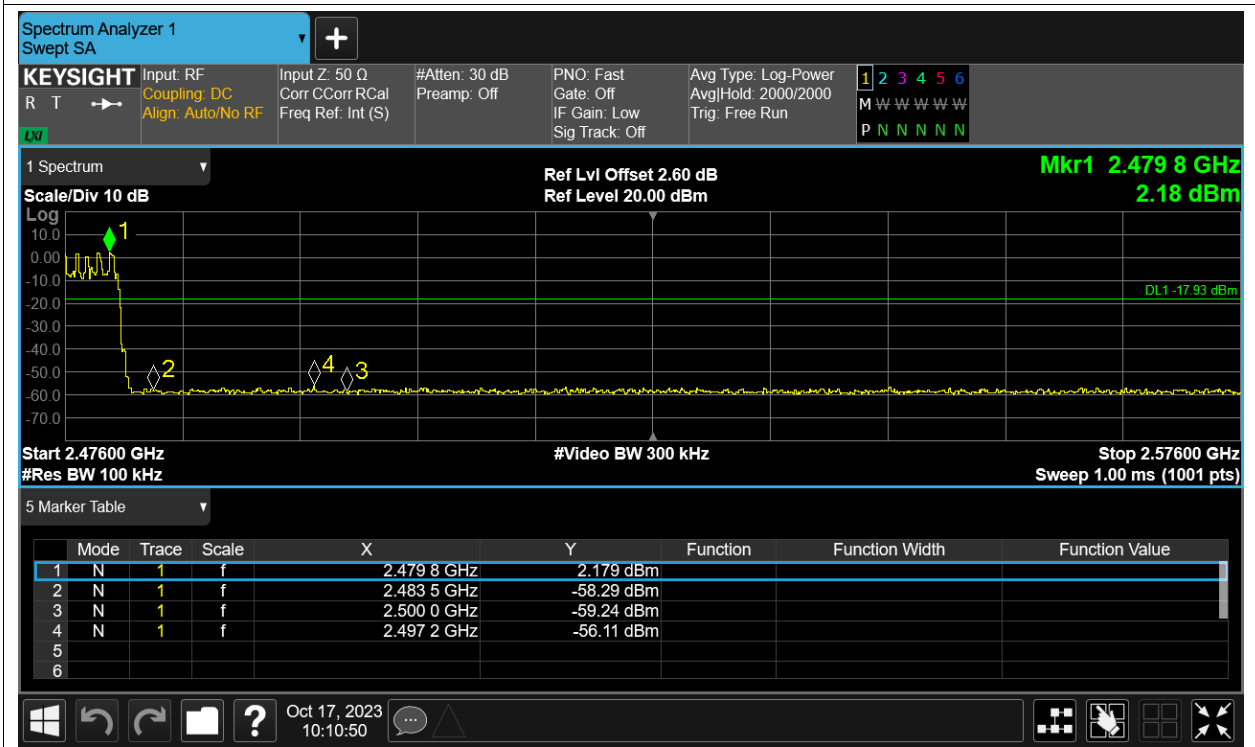 Spectrum Analyzer 1
Swept SA
▼
+
KEYSIGHT Input: RF Input Z: 50 Ω #Atten: 30 dB PNO: Fast Avg Type: Log-Power 1 2 3 4 5 6
R T Coupling: DC Corr CCorr RCal Preamp: Off Gate: Off Avg|Hold: 2000/2000 M W W W W W W
Align: Auto/No RF Freq Ref: Int (S) IF Gain: Low Trig: Free Run
LXI Sig Track: Off P N N N N N N
1 Spectrum ▼ Ref Lvl Offset 2.60 dB Mkr1 2.479 8 GHz
Scale/Div 10 dB Ref Level 20.00 dBm 2.18 dBm
Log
10.0
0.00
-10.0
-20.0
-30.0
-40.0
-50.0
-60.0
-70.0
1
DL1 -17.93 dBm
2
4
3
Start 2.47600 GHz #Video BW 300 kHz Stop 2.57600 GHz
#Res BW 100 kHz Sweep 1.00 ms (1001 pts)
5 Marker Table ▼
Mode Trace Scale X Y Function Function Width Function Value
1 N 1 f 2.479 8 GHz 2.179 dBm
2 N 1 f 2.483 5 GHz -58.29 dBm
3 N 1 f 2.500 0 GHz -59.24 dBm
4 N 1 f 2.497 2 GHz -56.11 dBm
5
6
? Oct 17, 2023
10:10:50